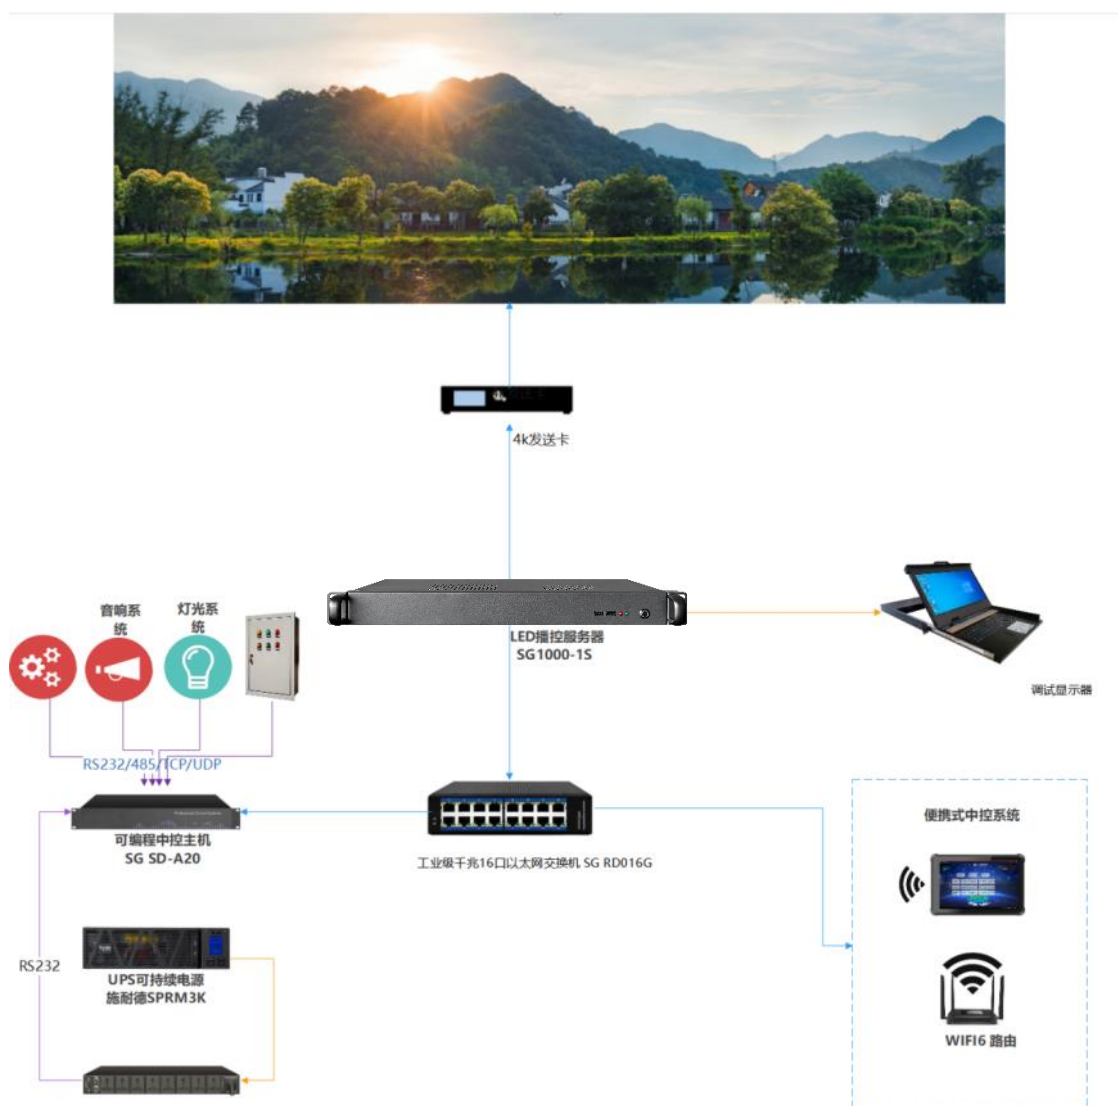 4k发送卡
LED播控服务器
SG1000-1S
调试显示器
音响系
统
灯光系
统
RS232/485/TCP/UDP
可编程中控主机
SG SD-A20
工业级千兆16口以太网交换机 SG RD016G
便携式中控系统
RS232
UPS可持续电源
施耐德SPRM3K
WIFI6 路由